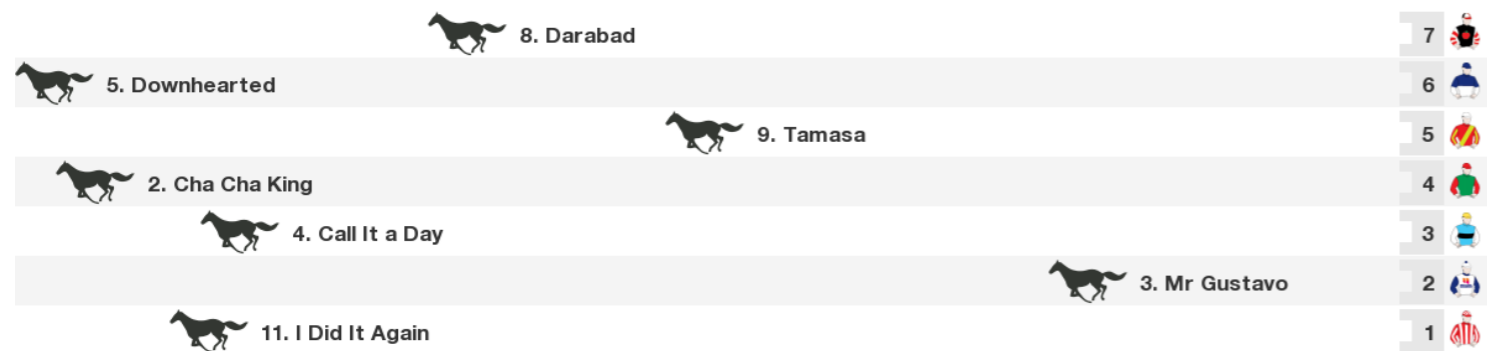 8. Darabad 7
5. Downhearted 6
9. Tamasa 5
2. Cha Cha King 4
4. Call It a Day 3
3. Mr Gustavo 2
11. I Did It Again 1